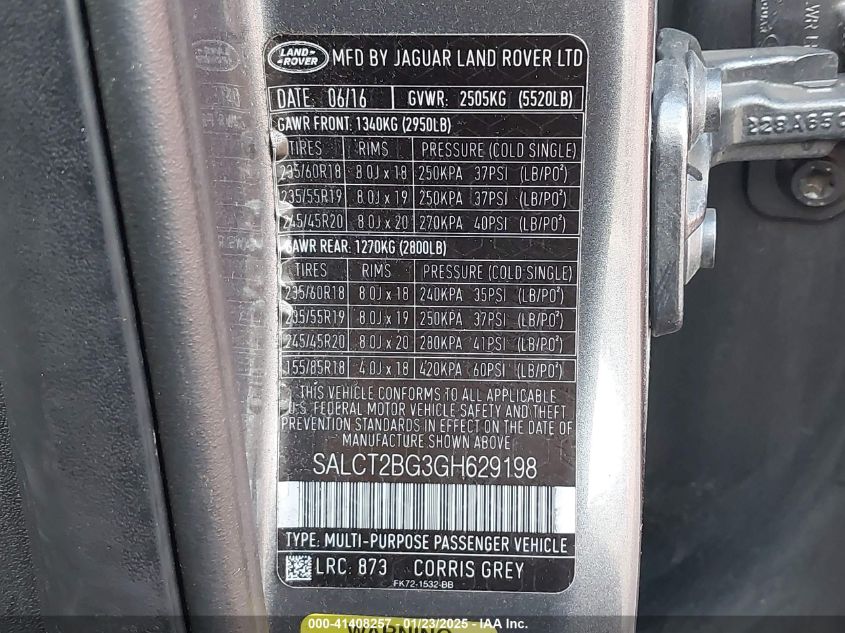 LAND ROVER MFD BY JAGUAR LAND ROVER LTD
DATE: 06/16 GVWR: 2505KG (5520LB)
GAWR FRONT: 1340KG (2950LB)
TIRES RIMS PRESSURE (COLD SINGLE)
235/60R18 8.0J x 18 250KPA 37PSI (LB/PO²)
235/55R19 8.0J x 19 250KPA 37PSI (LB/PO²)
245/45R20 8.0J x 20 270KPA 40PSI (LB/PO²)
GAWR REAR: 1270KG (2800LB)
TIRES RIMS PRESSURE (COLD SINGLE)
235/60R18 8.0J x 18 240KPA 35PSI (LB/PO²)
235/55R19 8.0J x 19 250KPA 37PSI (LB/PO²)
245/45R20 8.0J x 20 280KPA 41PSI (LB/PO²)
155/85R18 4.0J x 18 420KPA 60PSI (LB/PO²)
THIS VEHICLE CONFORMS TO ALL APPLICABLE
U.S. FEDERAL MOTOR VEHICLE SAFETY AND THEFT
PREVENTION STANDARDS IN EFFECT ON THE DATE OF
MANUFACTURE SHOWN ABOVE
SALCT2BG3GH629198
TYPE: MULTI-PURPOSE PASSENGER VEHICLE
LRC: 873 CORRIS GREY
FK72-1532-BB
WARNING
000-41408257 - 01/23/2025 - IAA Inc.